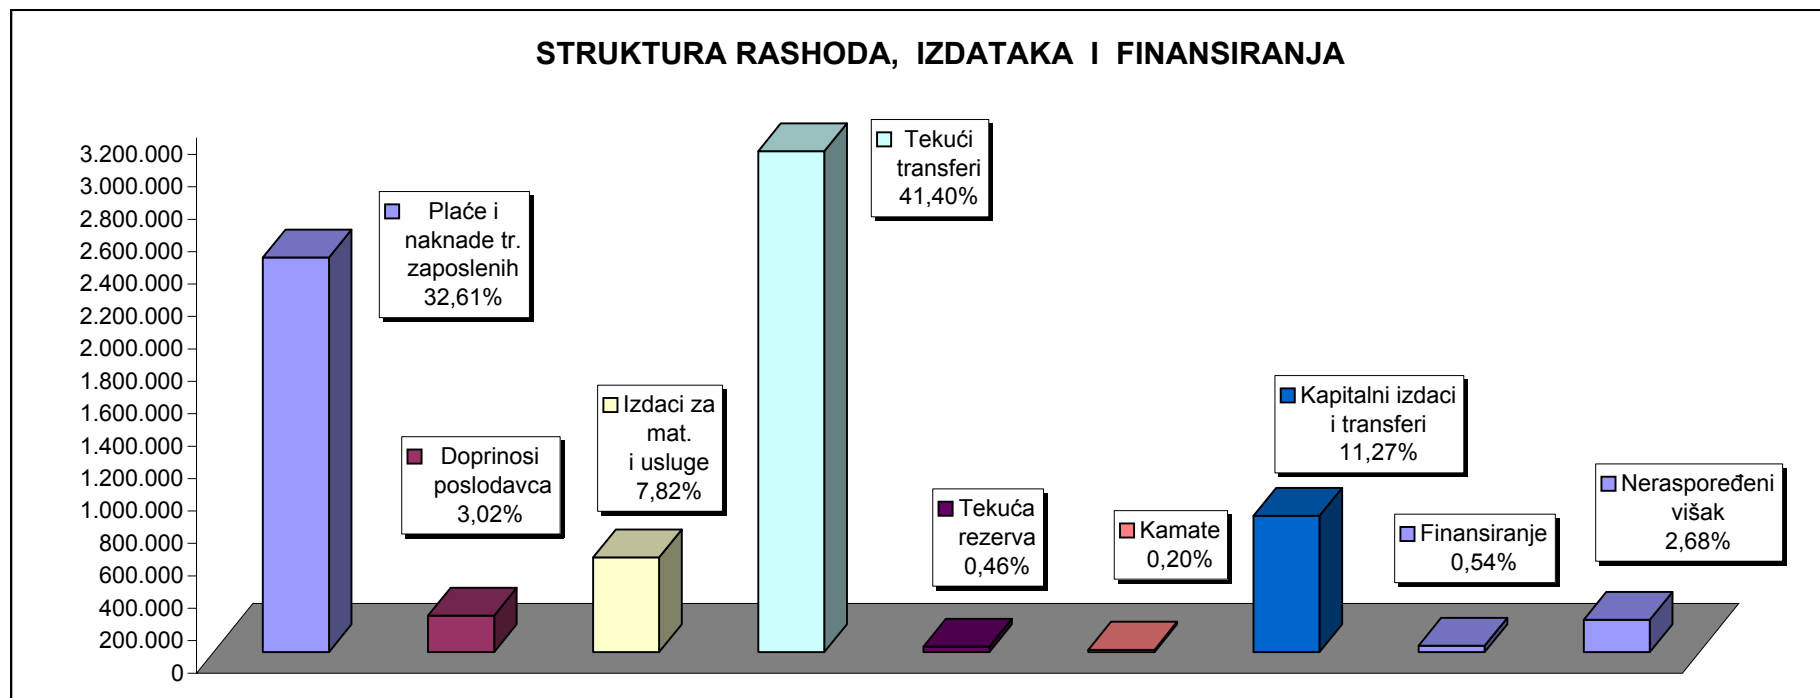 STRUKTURA RASHODA, IZDATAKA I FINANSIRANJA
3.200.000
3.000.000
2.800.000
2.600.000
2.400.000
2.200.000
2.000.000
1.800.000
1.600.000
1.400.000
1.200.000
1.000.000
800.000
600.000
400.000
200.000
0
Plaće i
naknade tr.
zaposlenih
32,61%
Doprinosi
poslodavca
3,02%
Izdaci za
mat.
i usluge
7,82%
Tekući
transferi
41,40%
Tekuća
rezerva
0,46%
Kamate
0,20%
Kapitalni izdaci
i transferi
11,27%
Finansiranje
0,54%
Neraspoređeni
višak
2,68%